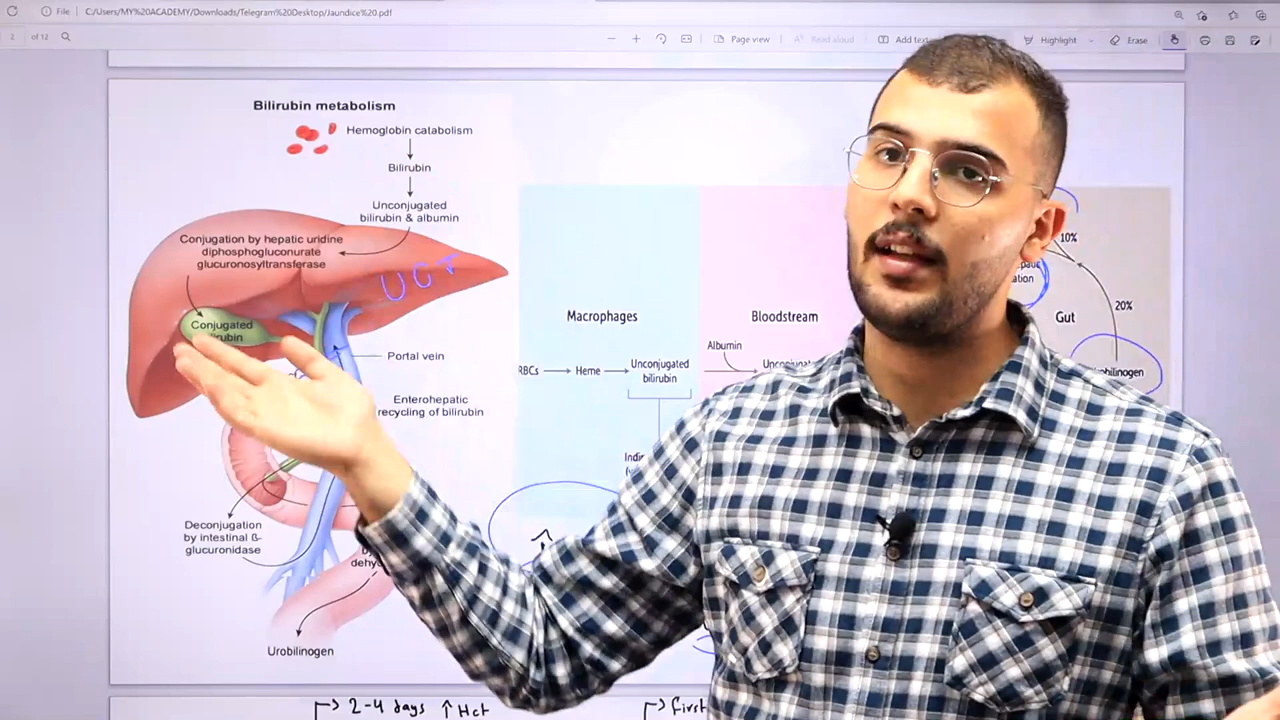 File
C:/Users/MY%20ACADEMY/Downloads/Telegram%20Desktop/Jaundice%20.pdf
2 of 12
Page view
Read aloud
Add text
Highlight
Erase
Bilirubin metabolism
Hemoglobin catabolism
Bilirubin
Unconjugated
bilirubin & albumin
Conjugation by hepatic uridine
diphosphogluconurate
glucuronosyltransferase
UGT
Conjugated
Portal vein
Enterohepatic
recycling of bilirubin
Deconjugation
by intestinal ß-
glucuronidase
Urobilinogen
Macrophages
RBCs
Heme
Unconjugated
bilirubin
Bloodstream
Albumin
10%
20%
Gut
2-4 days ↑ Hct
First